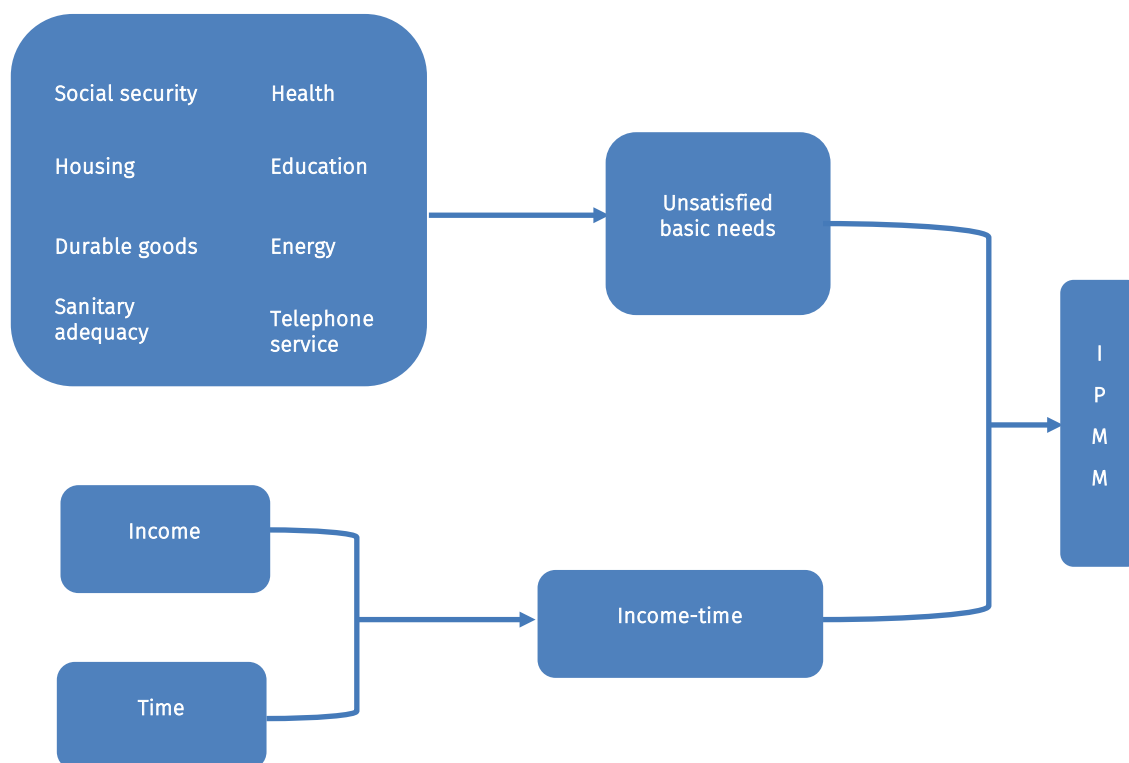 Social security
Health
Housing
Education
Durable goods
Energy
Sanitary
adequacy
Telephone
service
Unsatisfied
basic needs
I
P
M
M
Income
Income-time
Time